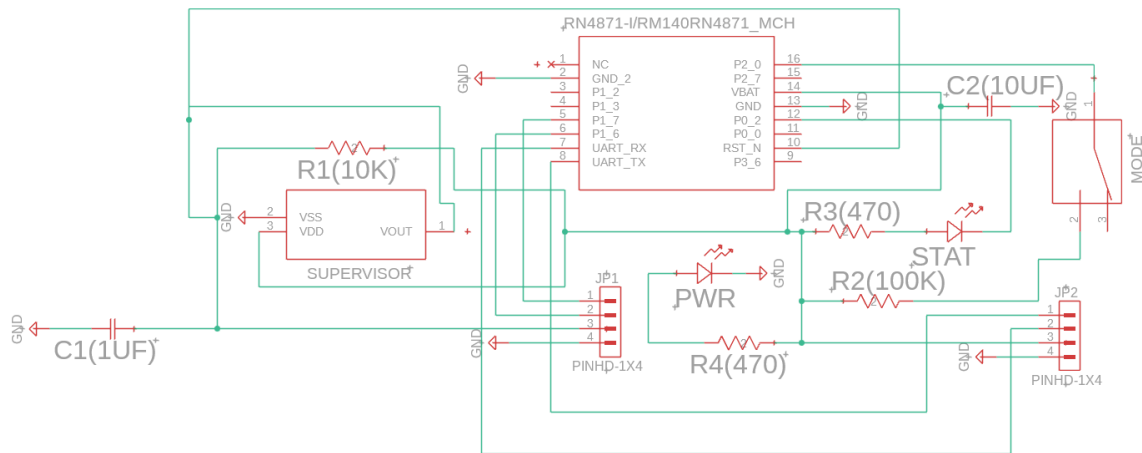 RN4871-I/RM140RN4871_MCH
1 NC P2_0 16
2 GND_2 P2_7 15
3 P1_2 VBAT 14
4 P1_3 GND 13
5 P1_7 P0_2 12
6 P1_6 P0_0 11
7 UART_RX RST_N 10
8 UART_TX P3_6 9
GND
GND
C2(10UF)
GND
1
2
3
MODE
2
R1(10K)
GND
2 VSS
3 VDD VOUT 1
SUPERVISOR
R3(470)
2
STAT
GND
PWR
R2(100K)
2
JP1
1
2
3
4
GND
PINHD-1X4
GND
C1(1UF)
2
R4(470)
JP2
1
2
3
4
GND
PINHD-1X4